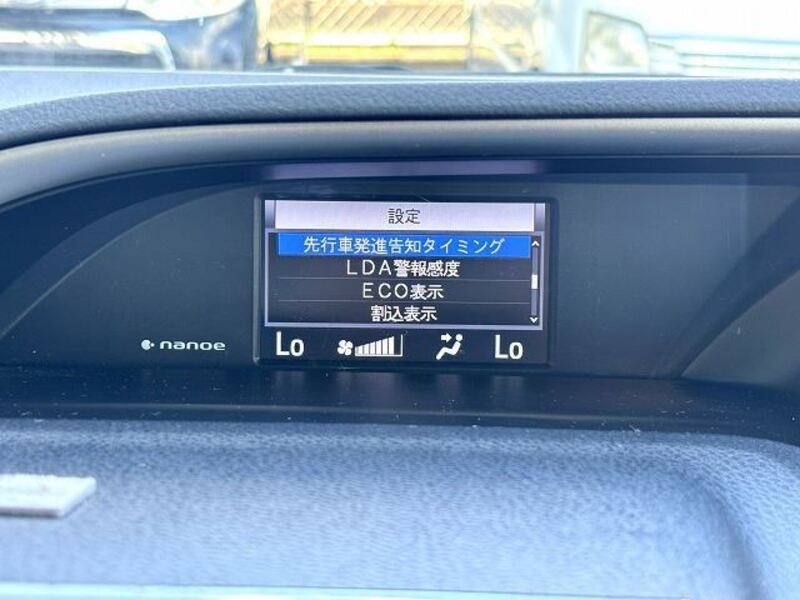 設定
先行車発進告知タイミング
LDA警報感度
ECO表示
割込表示
nanoe
Lo Lo